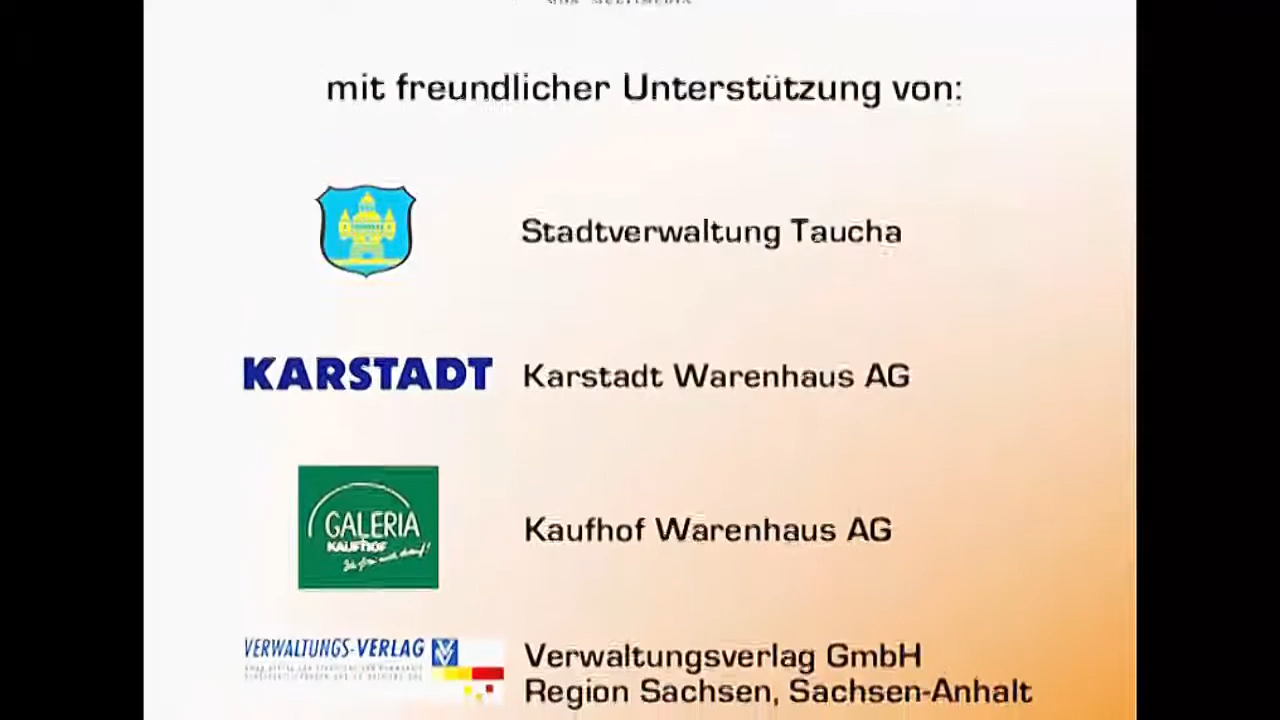 mit freundlicher Unterstützung von:
Stadtverwaltung Taucha
KARSTADT
Karstadt Warenhaus AG
GALERIA
KAUFHOF
Kaufhof Warenhaus AG
VERWALTUNGS-VERLAG
Verwaltungsverlag GmbH
Region Sachsen, Sachsen-Anhalt